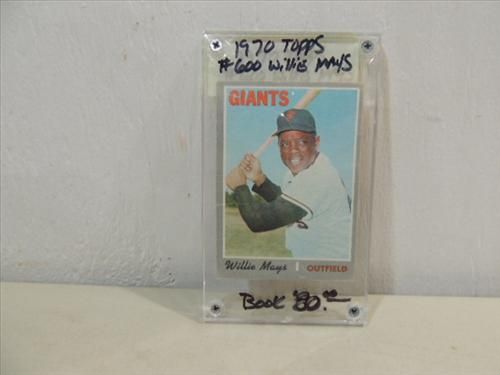 1970 TOPPS
#600 Willie MAYS
GIANTS
Willie Mays OUTFIELD
BOOK $80.00